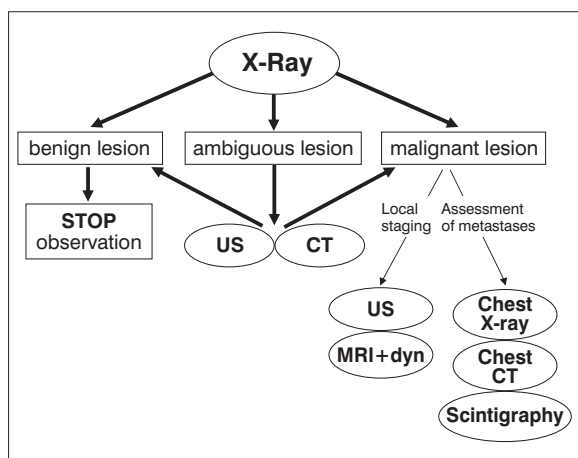 X-Ray
benign lesion
ambiguous lesion
malignant lesion
STOP
observation
US
CT
Local
staging
Assessment
of metastases
US
MRI+dyn
Chest
X-ray
Chest
CT
Scintigraphy